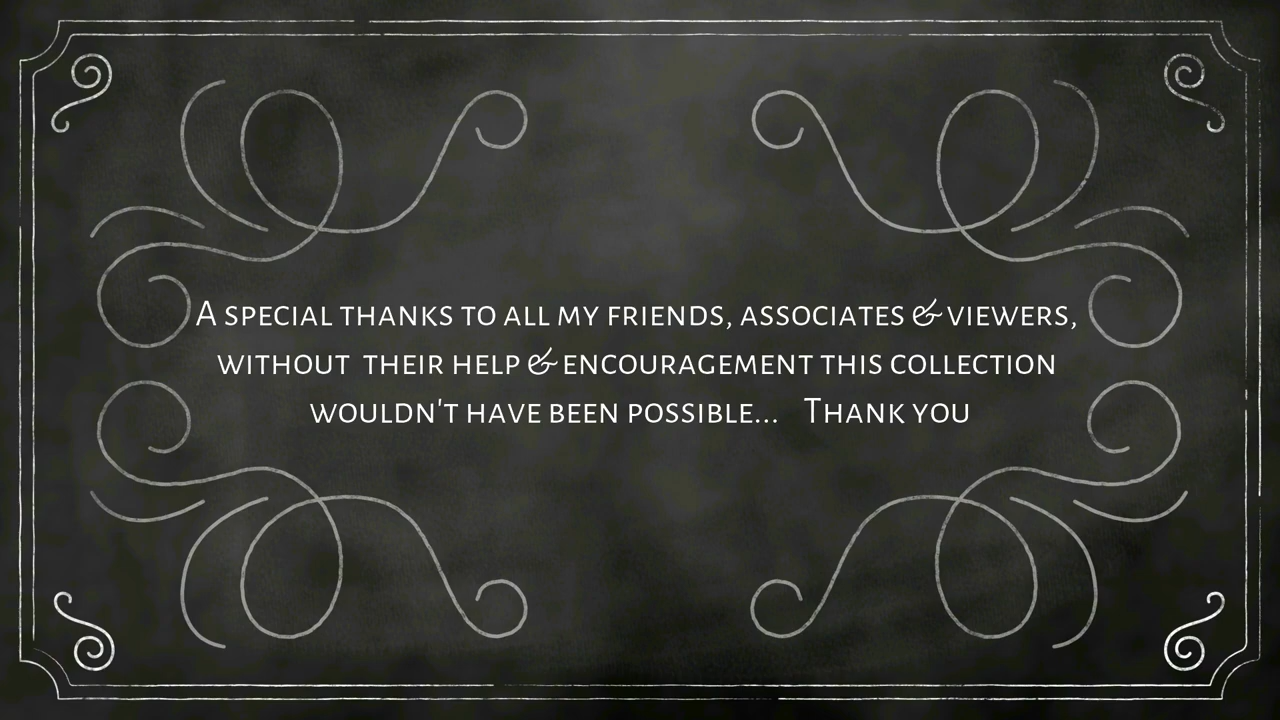 A special thanks to all my friends, associates & viewers,
without their help & encouragement this collection
wouldn't have been possible... Thank you